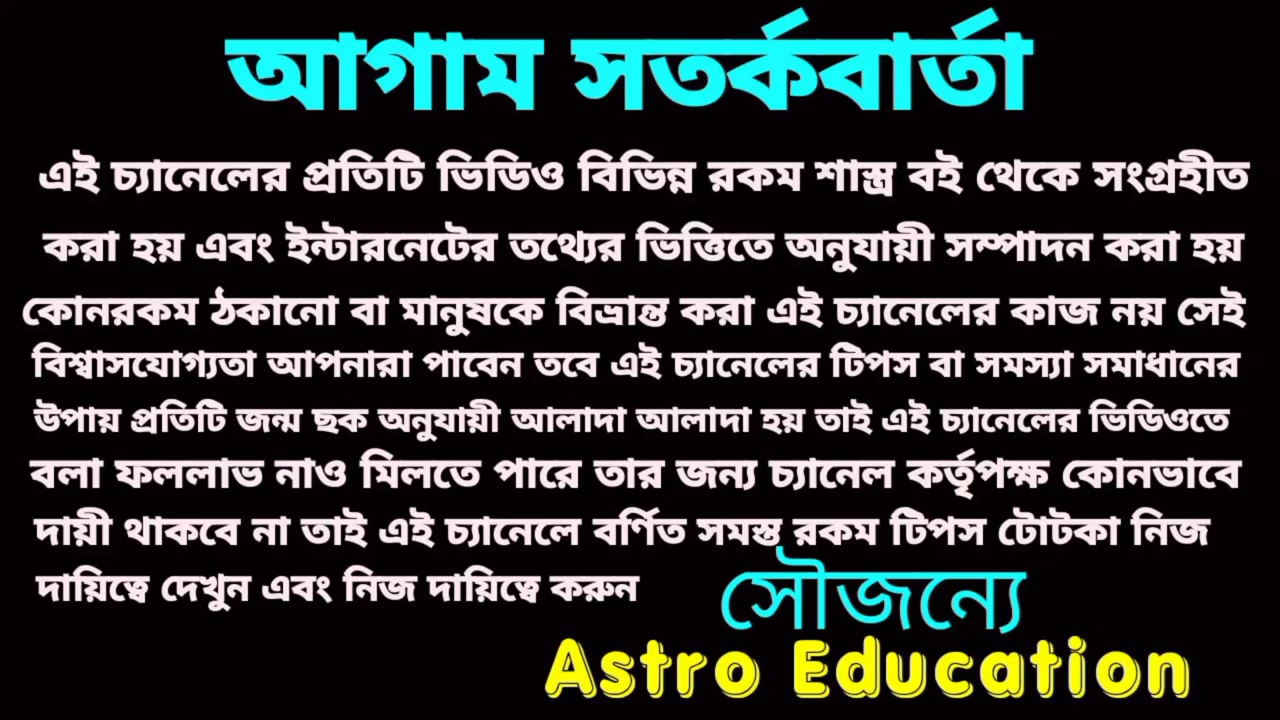 আগাম সতর্কবার্তা
এই চ্যানেলের প্রতিটি ভিডিও বিভিন্ন রকম শাস্ত্র বই থেকে সংগ্রহীত
করা হয় এবং ইন্টারনেটের তথ্যের ভিত্তিতে অনুযায়ী সম্পাদন করা হয়
কোনরকম ঠকানো বা মানুষকে বিভ্রান্ত করা এই চ্যানেলের কাজ নয় সেই
বিশ্বাসযোগ্যতা আপনারা পাবেন তবে এই চ্যানেলের টিপস বা সমস্যা সমাধানের
উপায় প্রতিটি জন্ম ছক অনুযায়ী আলাদা আলাদা হয় তাই এই চ্যানেলের ভিডিওতে
বলা ফললাভ নাও মিলতে পারে তার জন্য চ্যানেল কর্তৃপক্ষ কোনভাবে
দায়ী থাকবে না তাই এই চ্যানেলে বর্ণিত সমস্ত রকম টিপস টোটকা নিজ
দায়িত্বে দেখুন এবং নিজ দায়িত্বে করুন
সৌজন্যে
Astro Education